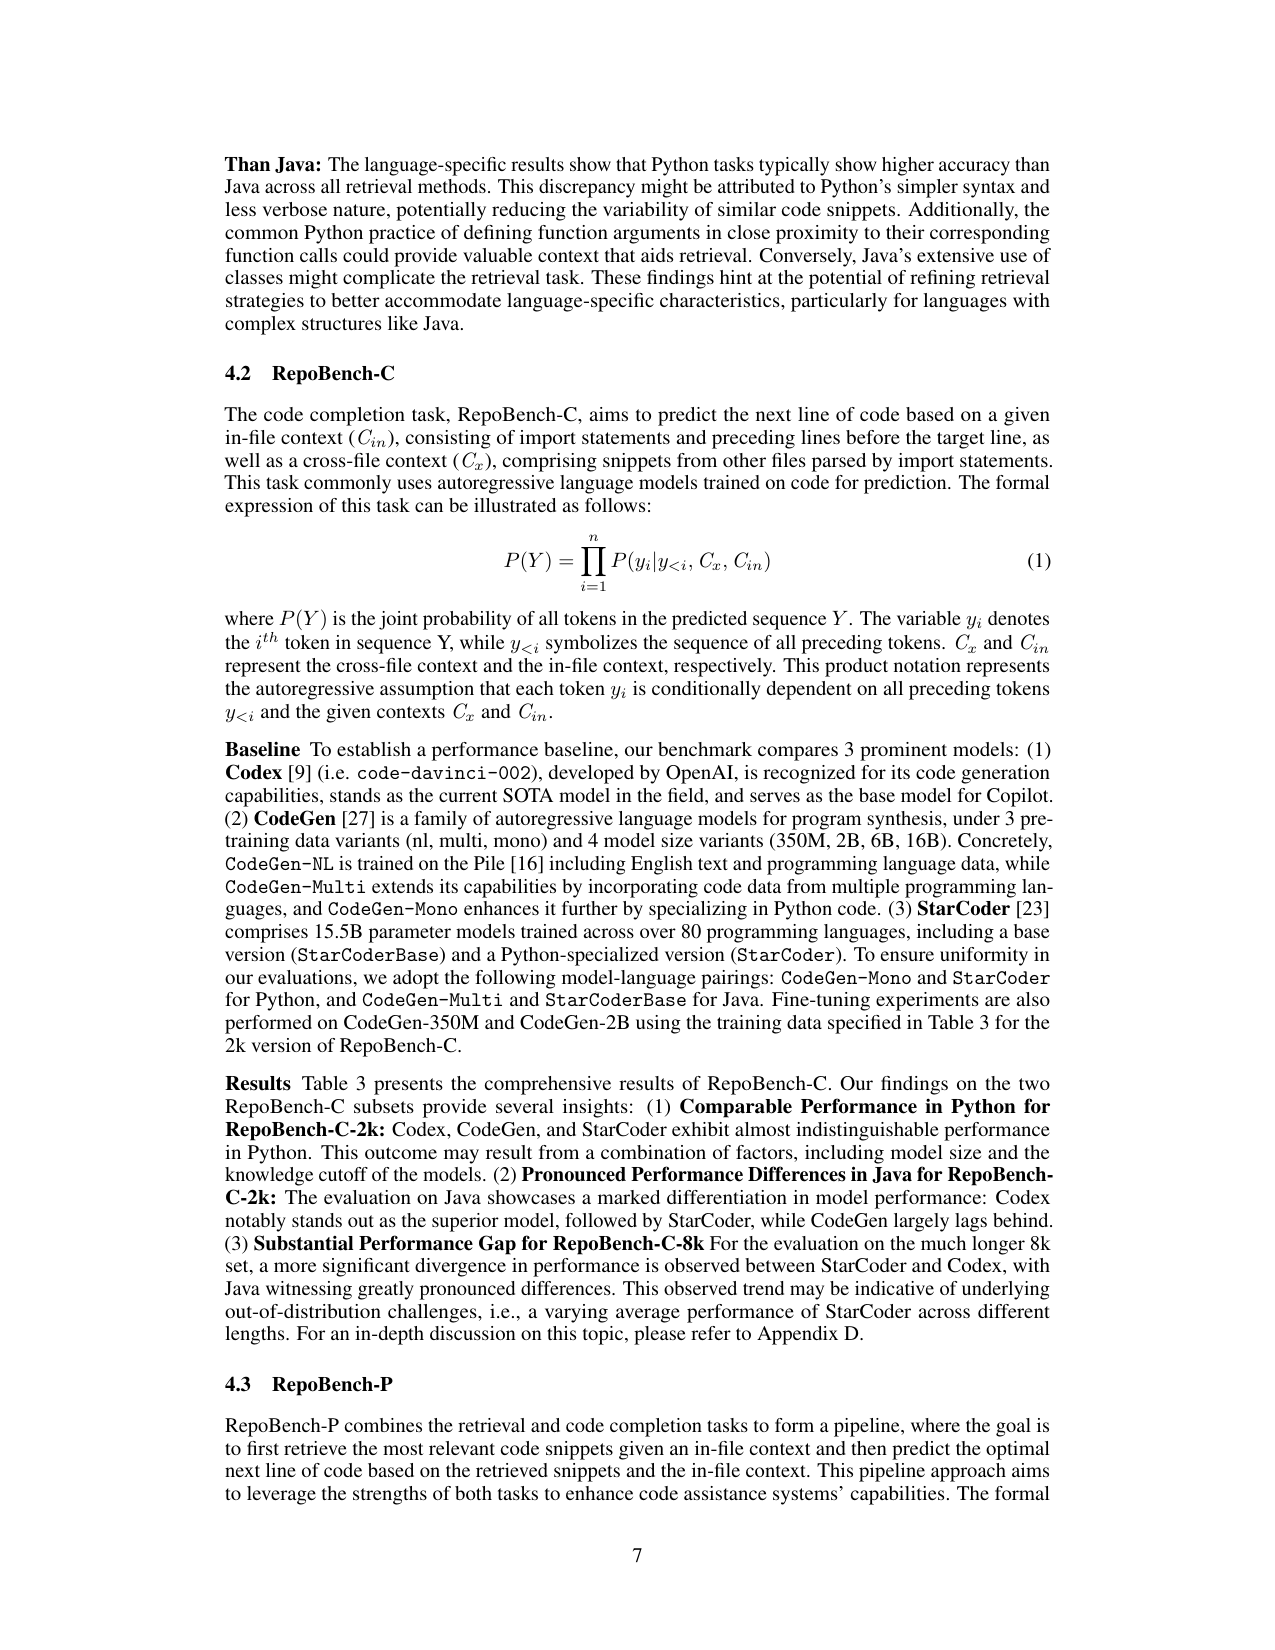 Than Java: The language-specific results show that Python tasks typically show higher accuracy than
Java across all retrieval methods. This discrepancy might be attributed to Python's simpler syntax and
less verbose nature, potentially reducing the variability of similar code snippets. Additionally, the
common Python practice of defining function arguments in close proximity to their corresponding
function calls could provide valuable context that aids retrieval. Conversely, Java's extensive use of
classes might complicate the retrieval task. These findings hint at the potential of refining retrieval
strategies to better accommodate language-specific characteristics, particularly for languages with
complex structures like Java.
4.2 RepoBench-C
The code completion task, RepoBench-C, aims to predict the next line of code based on a given
in-file context (C_{in}), consisting of import statements and preceding lines before the target line, as
well as a cross-file context (C_x), comprising snippets from other files parsed by import statements.
This task commonly uses autoregressive language models trained on code for prediction. The formal
expression of this task can be illustrated as follows:
P(Y) = \prod_{i=1}^{n} P(y_i|y_{<i}, C_x, C_{in}) (1)
where P(Y) is the joint probability of all tokens in the predicted sequence Y. The variable y_i denotes
the i^{th} token in sequence Y, while y_{<i} symbolizes the sequence of all preceding tokens. C_x and C_{in}
represent the cross-file context and the in-file context, respectively. This product notation represents
the autoregressive assumption that each token y_i is conditionally dependent on all preceding tokens
y_{<i} and the given contexts C_x and C_{in}.
Baseline To establish a performance baseline, our benchmark compares 3 prominent models: (1)
Codex [9] (i.e. code-davinci-002), developed by OpenAI, is recognized for its code generation
capabilities, stands as the current SOTA model in the field, and serves as the base model for Copilot.
(2) CodeGen [27] is a family of autoregressive language models for program synthesis, under 3 pre-
training data variants (nl, multi, mono) and 4 model size variants (350M, 2B, 6B, 16B). Concretely,
CodeGen-NL is trained on the Pile [16] including English text and programming language data, while
CodeGen-Multi extends its capabilities by incorporating code data from multiple programming lan-
guages, and CodeGen-Mono enhances it further by specializing in Python code. (3) StarCoder [23]
comprises 15.5B parameter models trained across over 80 programming languages, including a base
version (StarCoderBase) and a Python-specialized version (StarCoder). To ensure uniformity in
our evaluations, we adopt the following model-language pairings: CodeGen-Mono and StarCoder
for Python, and CodeGen-Multi and StarCoderBase for Java. Fine-tuning experiments are also
performed on CodeGen-350M and CodeGen-2B using the training data specified in Table 3 for the
2k version of RepoBench-C.
Results Table 3 presents the comprehensive results of RepoBench-C. Our findings on the two
RepoBench-C subsets provide several insights: (1) Comparable Performance in Python for
RepoBench-C-2k: Codex, CodeGen, and StarCoder exhibit almost indistinguishable performance
in Python. This outcome may result from a combination of factors, including model size and the
knowledge cutoff of the models. (2) Pronounced Performance Differences in Java for RepoBench-
C-2k: The evaluation on Java showcases a marked differentiation in model performance: Codex
notably stands out as the superior model, followed by StarCoder, while CodeGen largely lags behind.
(3) Substantial Performance Gap for RepoBench-C-8k For the evaluation on the much longer 8k
set, a more significant divergence in performance is observed between StarCoder and Codex, with
Java witnessing greatly pronounced differences. This observed trend may be indicative of underlying
out-of-distribution challenges, i.e., a varying average performance of StarCoder across different
lengths. For an in-depth discussion on this topic, please refer to Appendix D.
4.3 RepoBench-P
RepoBench-P combines the retrieval and code completion tasks to form a pipeline, where the goal is
to first retrieve the most relevant code snippets given an in-file context and then predict the optimal
next line of code based on the retrieved snippets and the in-file context. This pipeline approach aims
to leverage the strengths of both tasks to enhance code assistance systems' capabilities. The formal
7